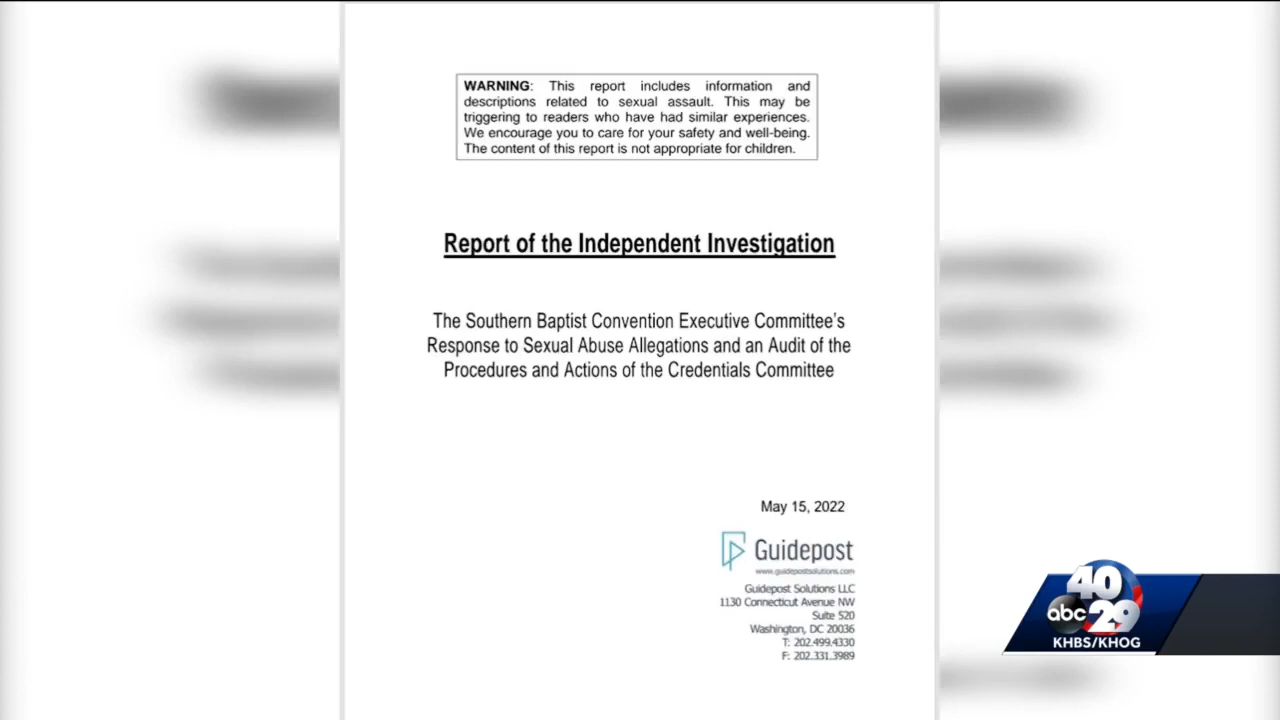 WARNING: This report includes information and
descriptions related to sexual assault. This may be
triggering to readers who have had similar experiences.
We encourage you to care for your safety and well-being.
The content of this report is not appropriate for children.
Report of the Independent Investigation
The Southern Baptist Convention Executive Committee's
Response to Sexual Abuse Allegations and an Audit of the
Procedures and Actions of the Credentials Committee
May 15, 2022
Guidepost
www.guidepostsolutions.com
Guidepost Solutions LLC
1130 Connecticut Avenue NW
Suite 520
Washington, DC 20036
T: 202.499.4330
F: 202.331.3989
40
abc 29
KHBS/KHOG